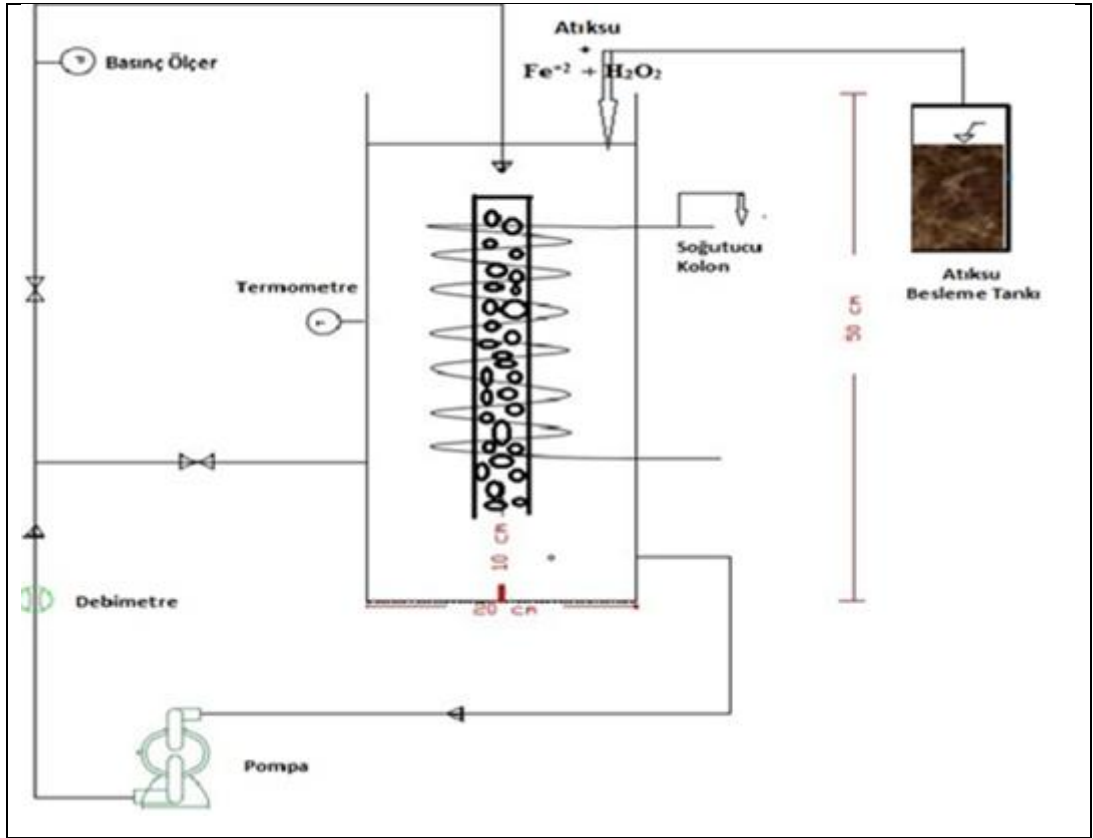 Atıksu
+
Fe+2 + H2O2
Basınç Ölçer
P
Soğutucu
Kolon
Atıksu
Besleme Tankı
Termometre
T
50 cm
10 cm
20 cm
Debimetre
Pompa